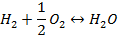 H₂ + ½O₂ ↔ H₂O